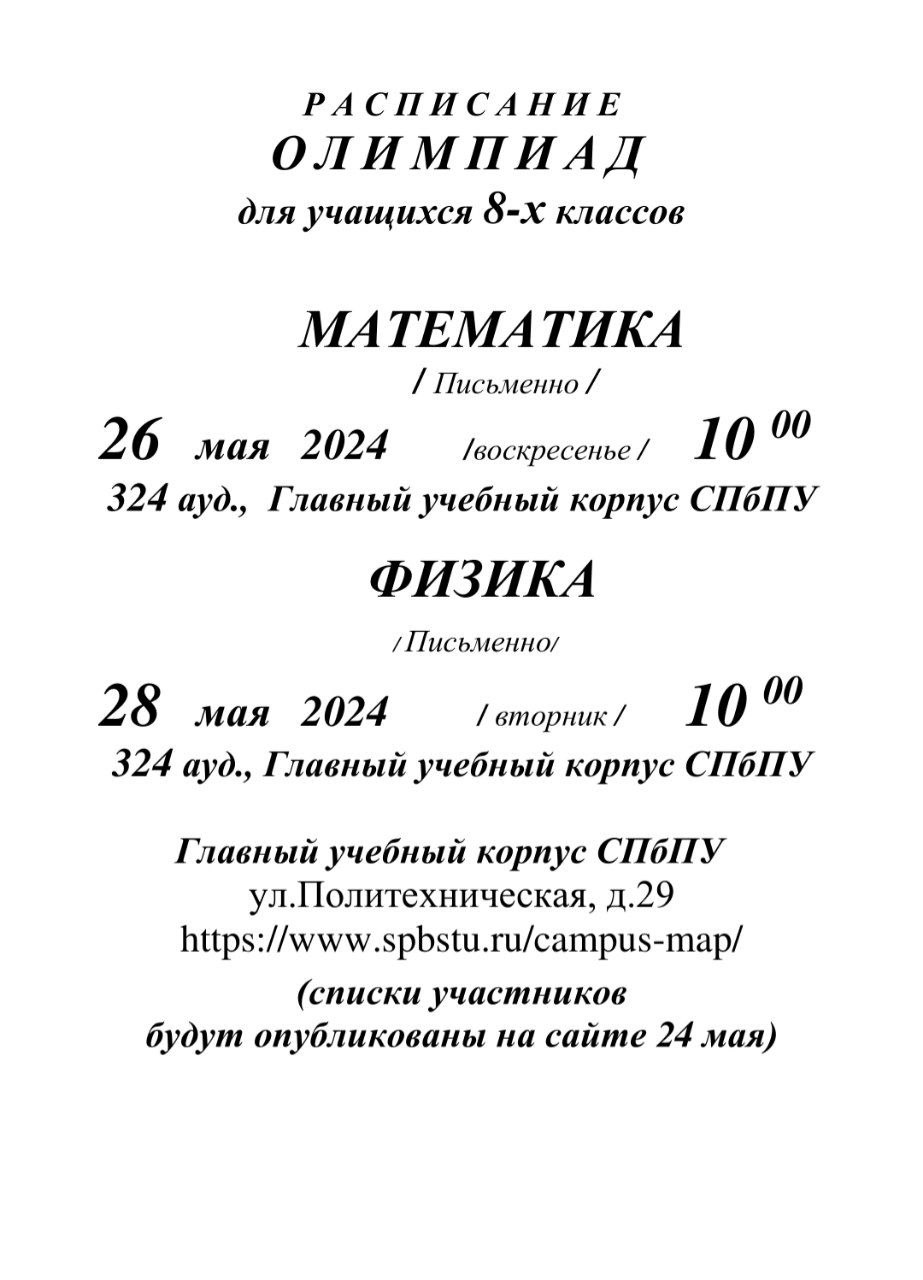 Р А С П И С А Н И Е
О Л И М П И А Д
для учащихся 8-х классов
МАТЕМАТИКА
/ Письменно /
26 мая 2024 /воскресенье / 10 00
324 ауд., Главный учебный корпус СПбПУ
ФИЗИКА
/ Письменно/
28 мая 2024 / вторник / 10 00
324 ауд., Главный учебный корпус СПбПУ
Главный учебный корпус СПбПУ
ул.Политехническая, д.29
https://www.spbstu.ru/campus-map/
(списки участников
будут опубликованы на сайте 24 мая)